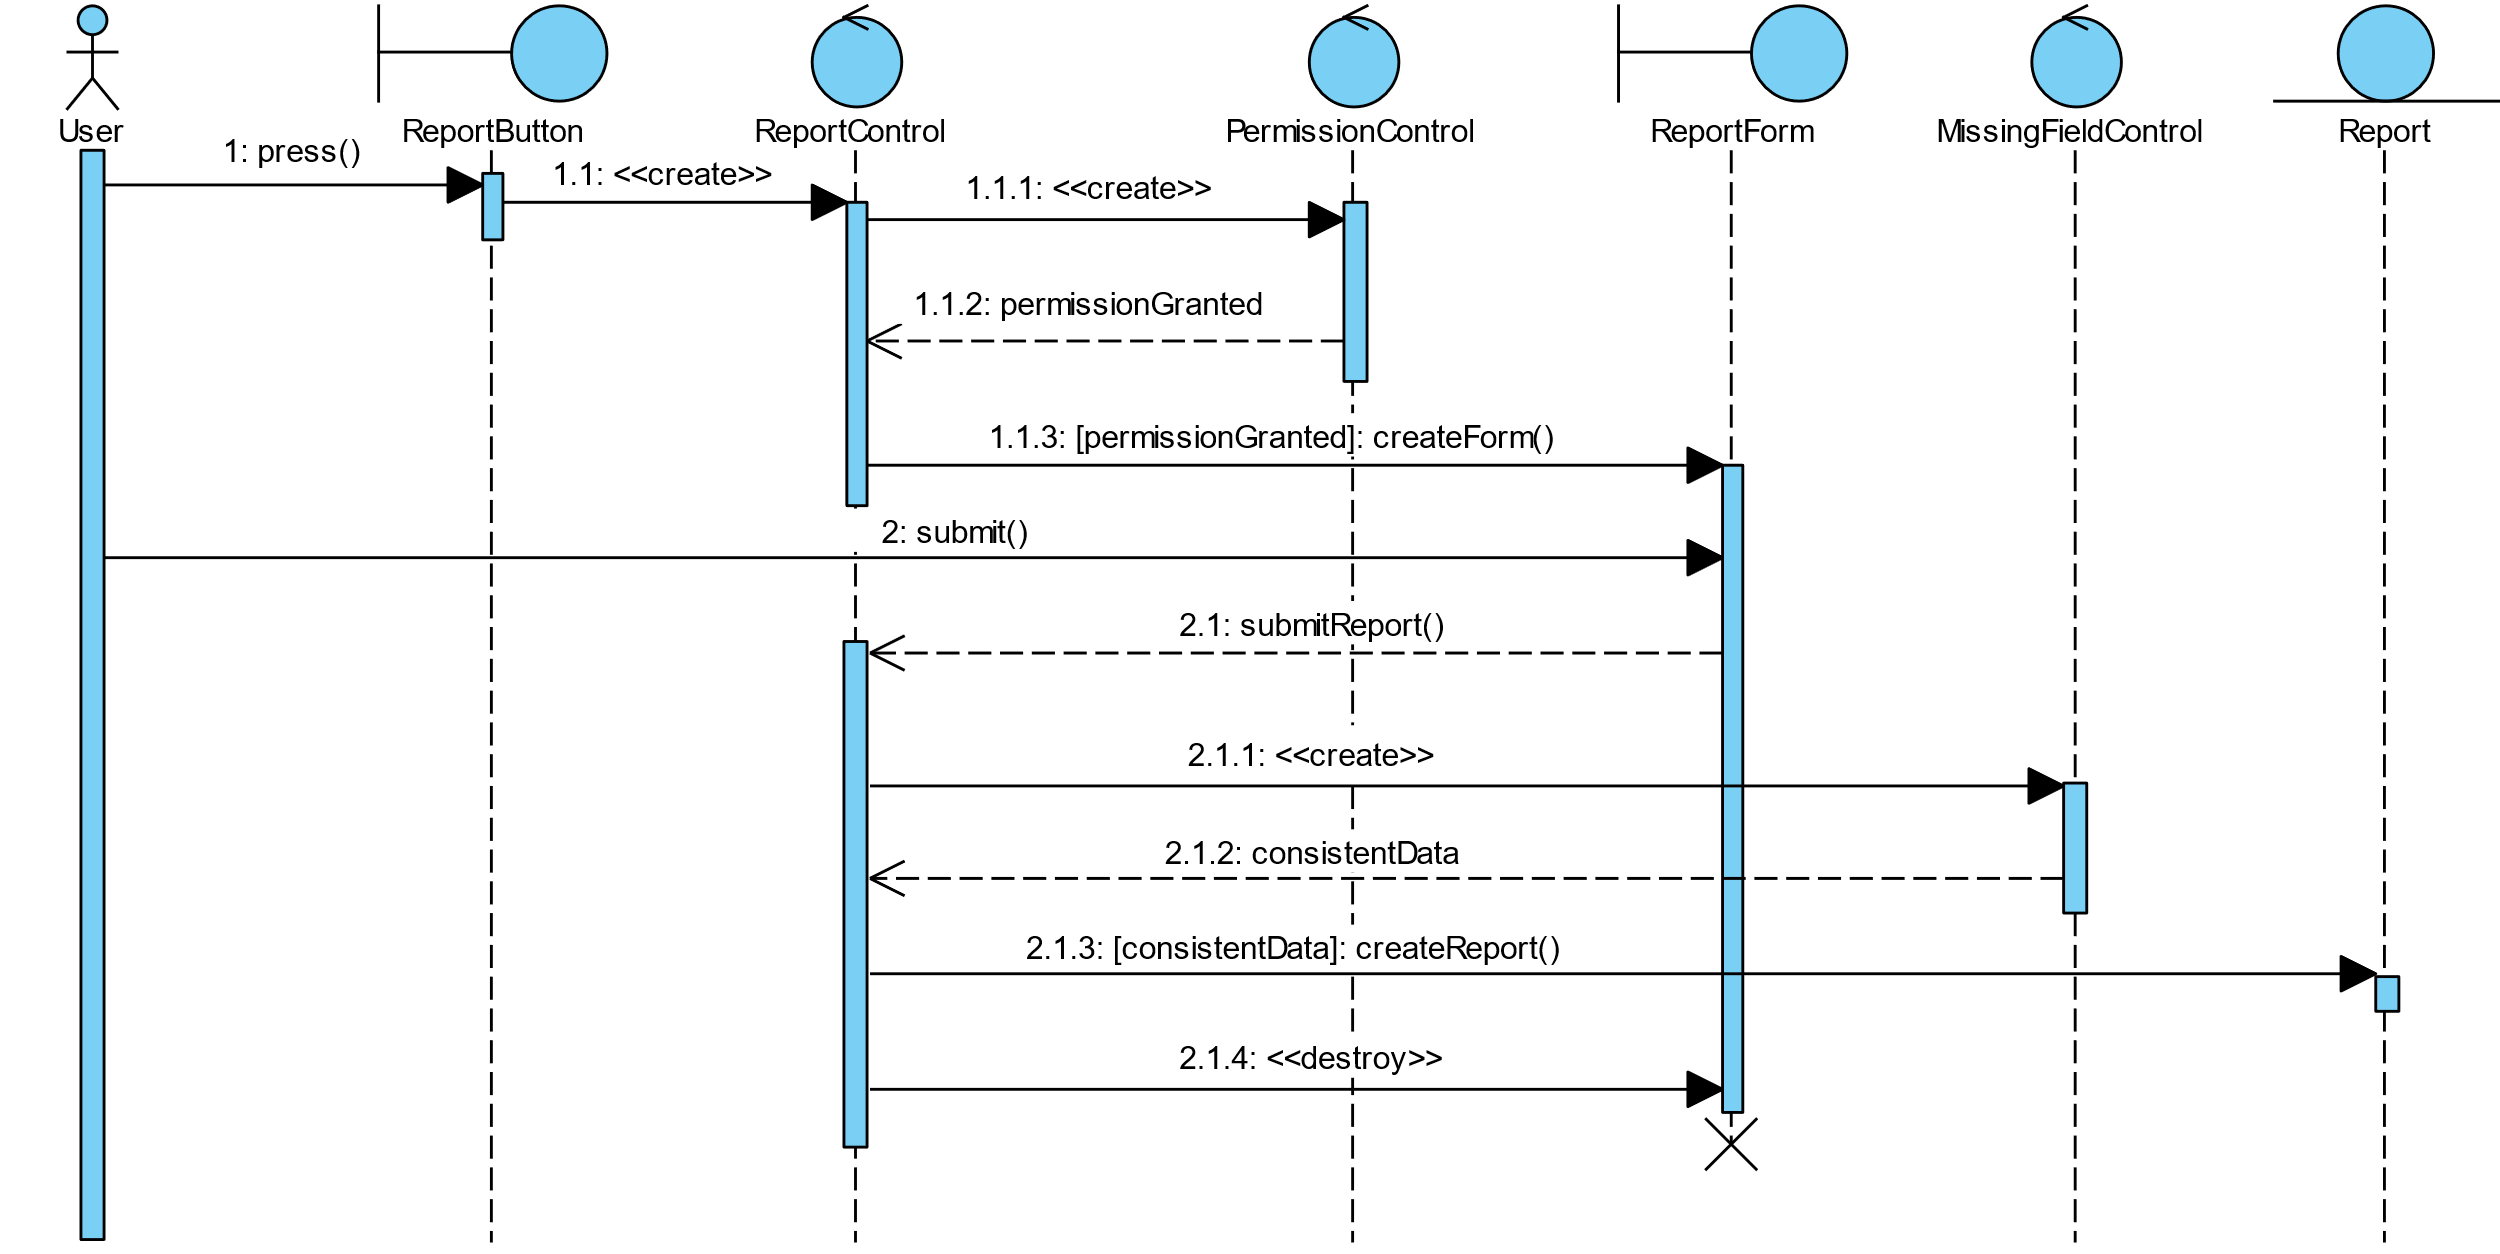 User
ReportButton
ReportControl
PermissionControl
ReportForm
MissingFieldControl
Report
1: press()
1.1: <<create>>
1.1.1: <<create>>
1.1.2: permissionGranted
1.1.3: [permissionGranted]: createForm()
2: submit()
2.1: submitReport()
2.1.1: <<create>>
2.1.2: consistentData
2.1.3: [consistentData]: createReport()
2.1.4: <<destroy>>